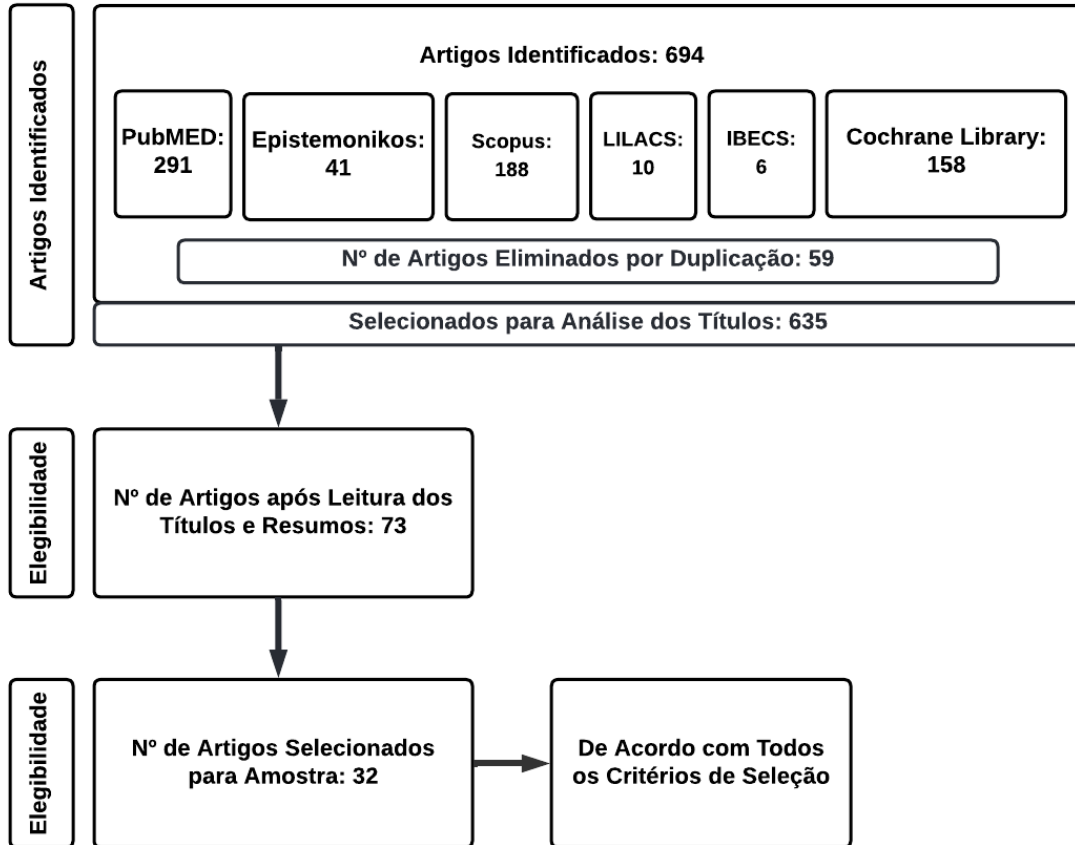 Artigos Identificados
Artigos Identificados: 694
PubMED:
291
Epistemonikos:
41
Scopus:
188
LILACS:
10
IBECS:
6
Cochrane Library:
158
Nº de Artigos Eliminados por Duplicação: 59
Selecionados para Análise dos Títulos: 635
Elegibilidade
Nº de Artigos após Leitura dos
Títulos e Resumos: 73
Elegibilidade
Nº de Artigos Selecionados
para Amostra: 32
De Acordo com Todos
os Critérios de Seleção